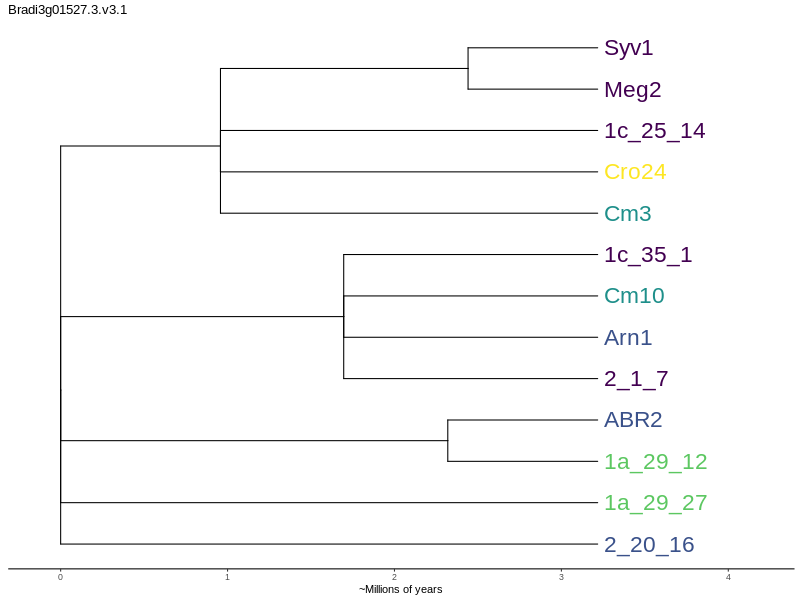 Bradi3g01527.3.v3.1
Syv1
Meg2
1c_25_14
Cro24
Cm3
1c_35_1
Cm10
Arn1
2_1_7
ABR2
1a_29_12
1a_29_27
2_20_16
0 1 2 3 4
~Millions of years